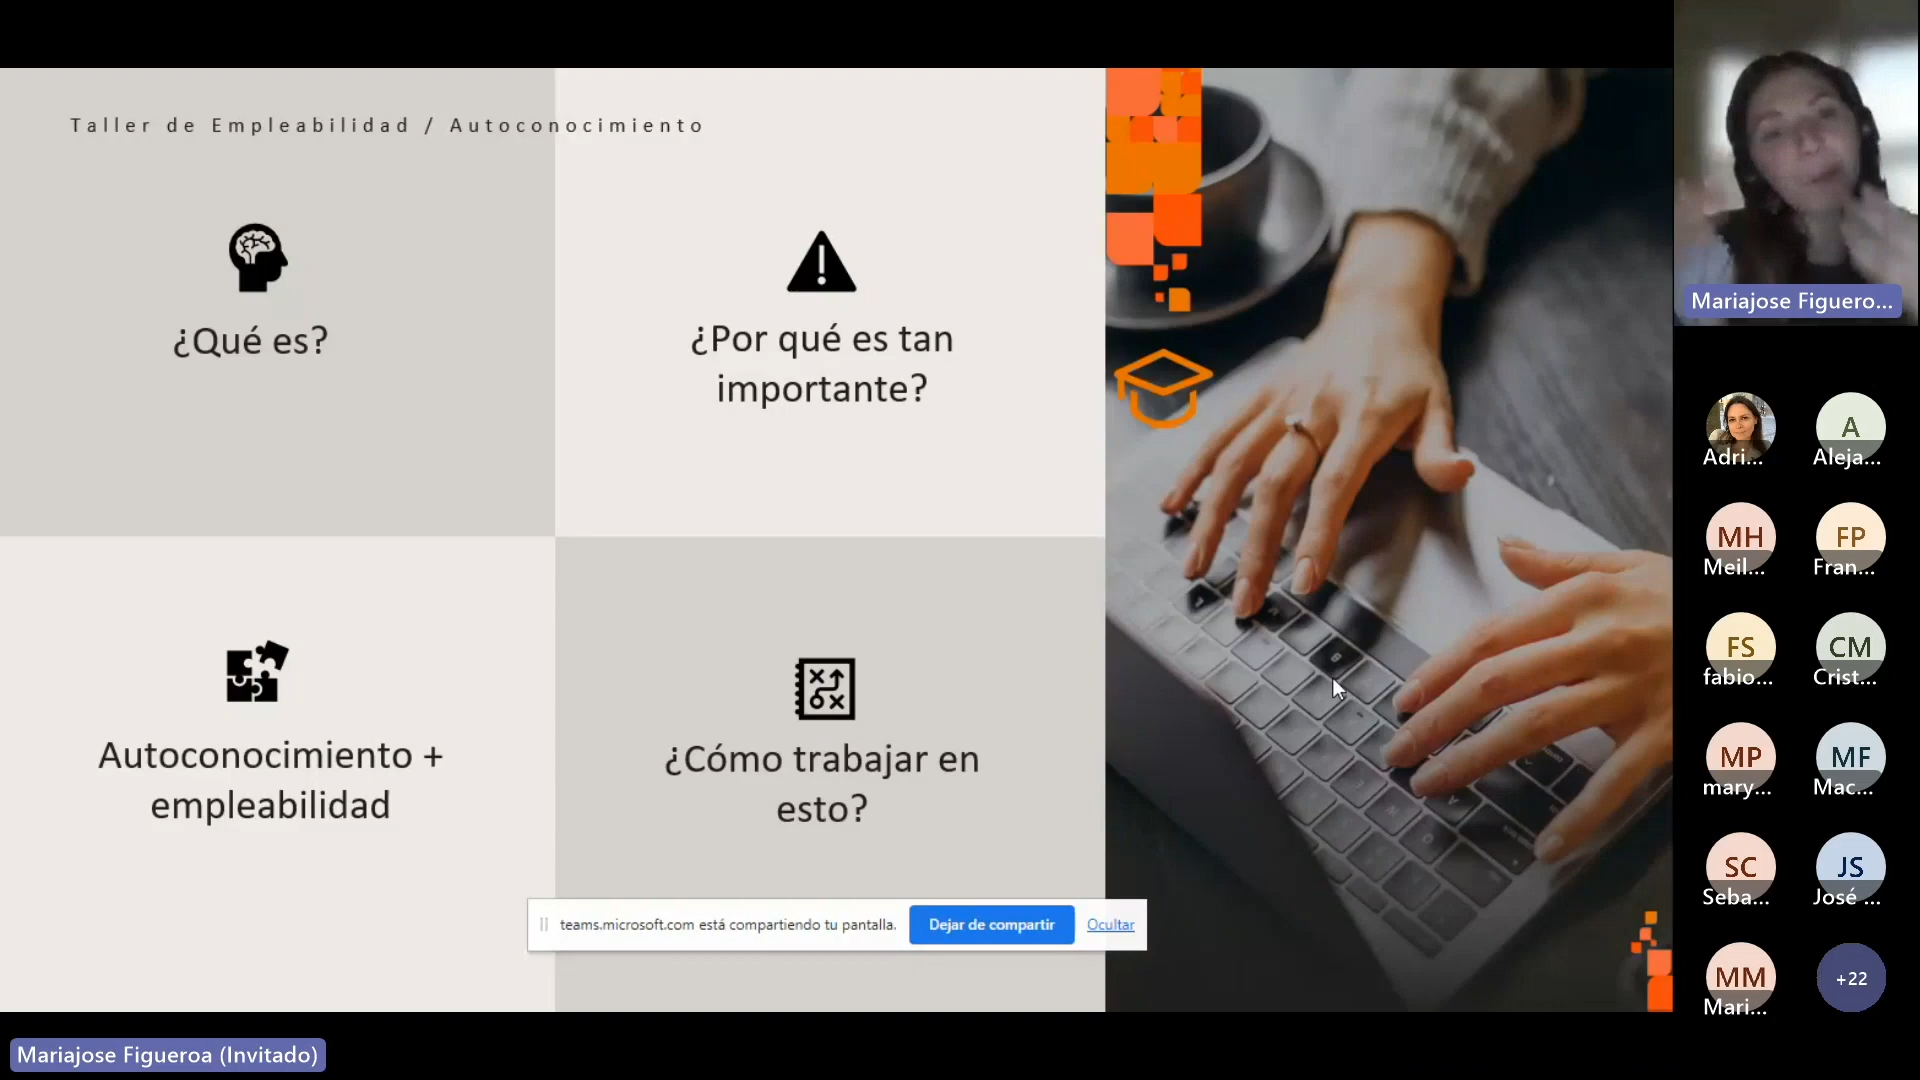 Taller de Empleabilidad / Autoconocimiento
¿Qué es?
¿Por qué es tan
importante?
Autoconocimiento +
empleabilidad
¿Cómo trabajar en
esto?
teams.microsoft.com está compartiendo tu pantalla.
Dejar de compartir
Ocultar
Mariajose Figueroa (Invitado)
Mariajose Figuero...
Adri...
A
Aleja...
MH
Meil...
FP
Fran...
FS
fabio...
CM
Crist...
MP
mary...
MF
Mac...
SC
Seba...
JS
José ...
MM
Mari...
+22